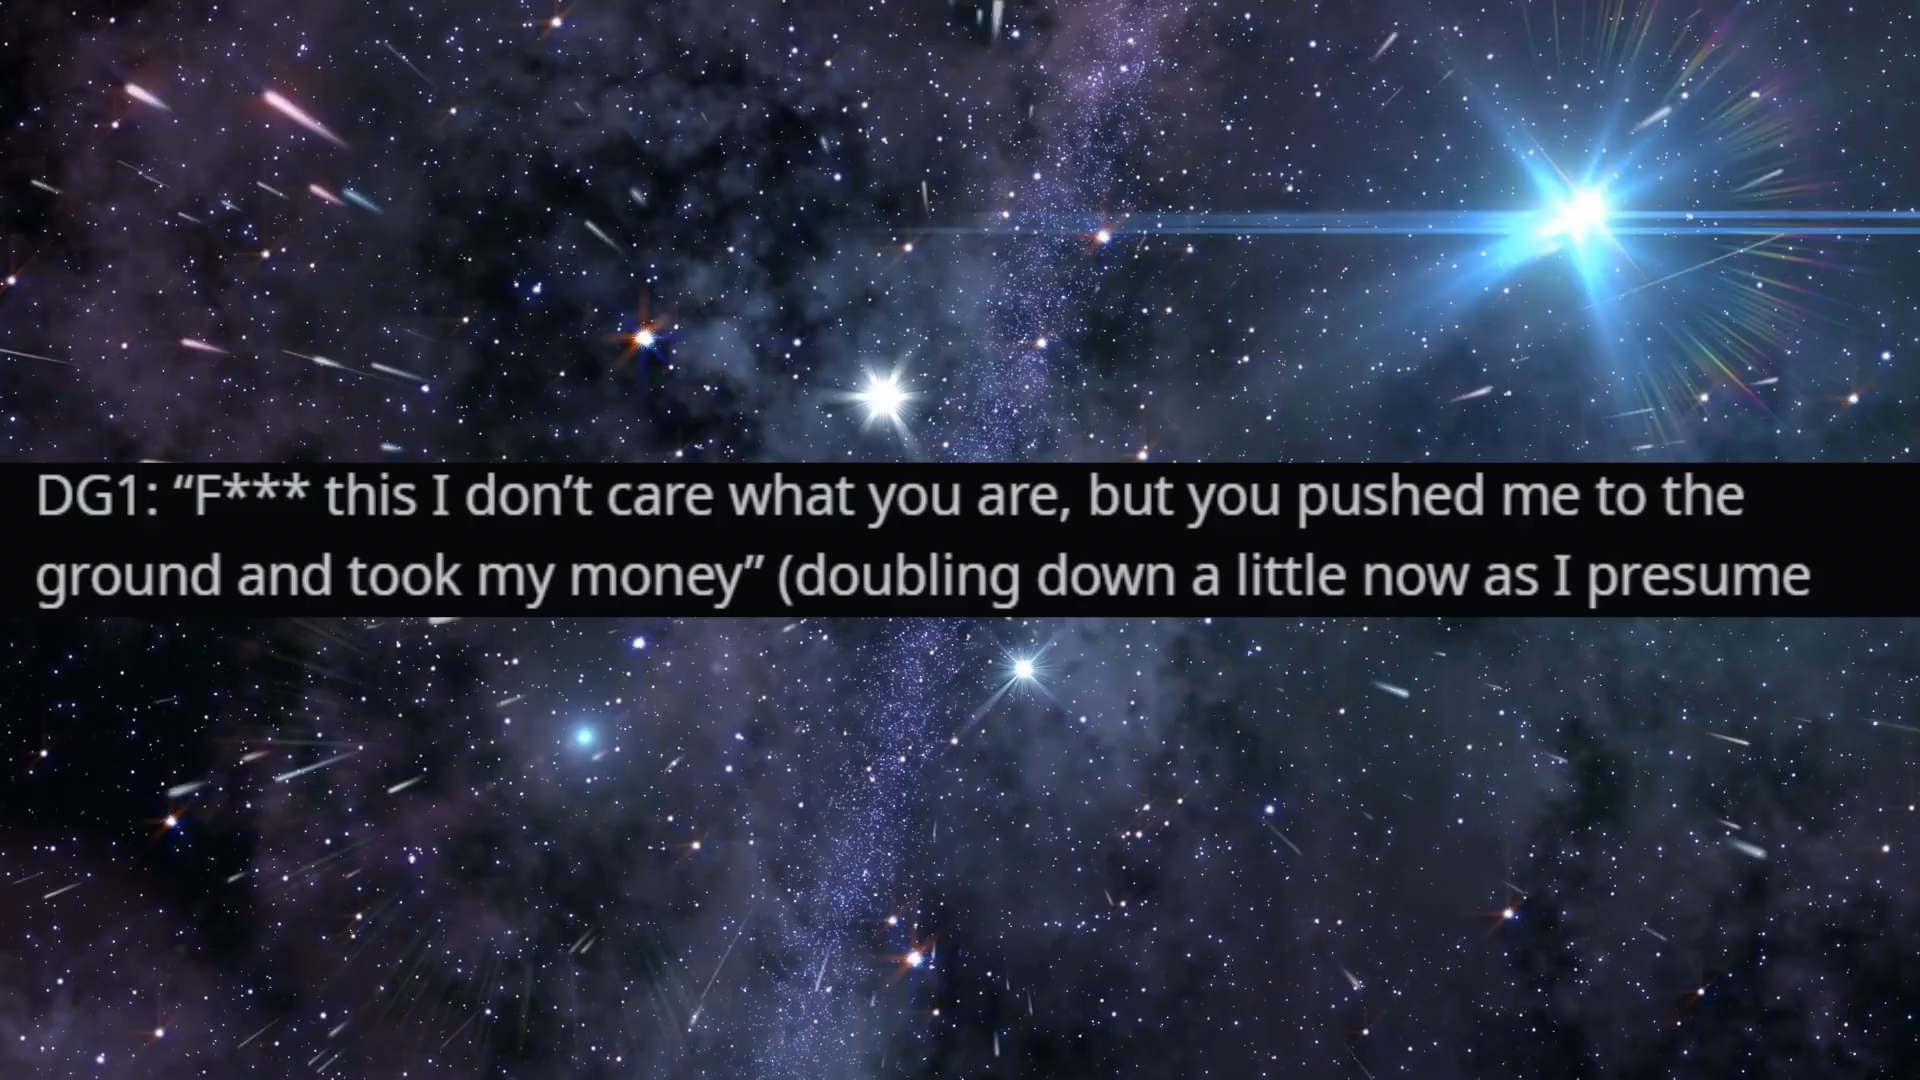 DG1: “F*** this I don’t care what you are, but you pushed me to the
ground and took my money” (doubling down a little now as I presume